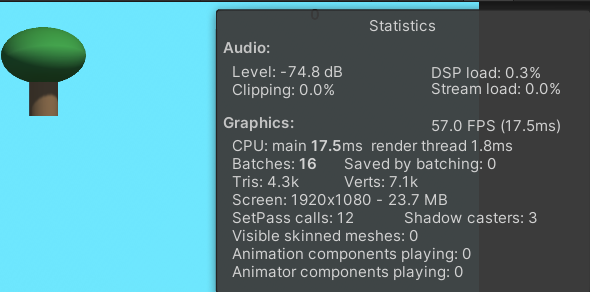 0
Statistics
Audio:
Level: -74.8 dB DSP load: 0.3%
Clipping: 0.0% Stream load: 0.0%
Graphics: 57.0 FPS (17.5ms)
CPU: main 17.5ms render thread 1.8ms
Batches: 16 Saved by batching: 0
Tris: 4.3k Verts: 7.1k
Screen: 1920x1080 - 23.7 MB
SetPass calls: 12 Shadow casters: 3
Visible skinned meshes: 0
Animation components playing: 0
Animator components playing: 0